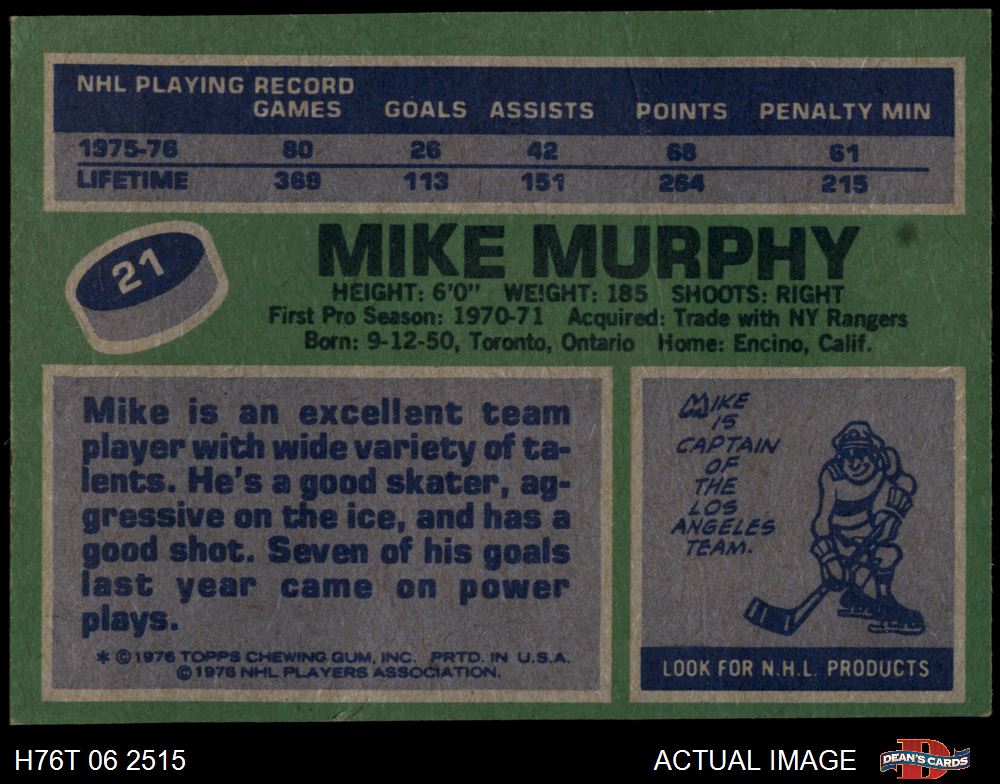 NHL PLAYING RECORD
GAMES GOALS ASSISTS POINTS PENALTY MIN
1975-76 80 26 42 68 61
LIFETIME 369 113 151 264 215
21
MIKE MURPHY
HEIGHT: 6'0" WEIGHT: 185 SHOOTS: RIGHT
First Pro Season: 1970-71 Acquired: Trade with NY Rangers
Born: 9-12-50, Toronto, Ontario Home: Encino, Calif.
Mike is an excellent team
player with wide variety of ta-
lents. He's a good skater, ag-
gressive on the ice, and has a
good shot. Seven of his goals
last year came on power
plays.
* © 1976 TOPPS CHEWING GUM, INC. PRTD. IN U.S.A.
© 1976 NHL PLAYERS ASSOCIATION.
MIKE
IS
CAPTAIN
OF
THE
LOS
ANGELES
TEAM.
LOOK FOR N.H.L. PRODUCTS
H76T 06 2515
ACTUAL IMAGE
DEAN'S CARDS